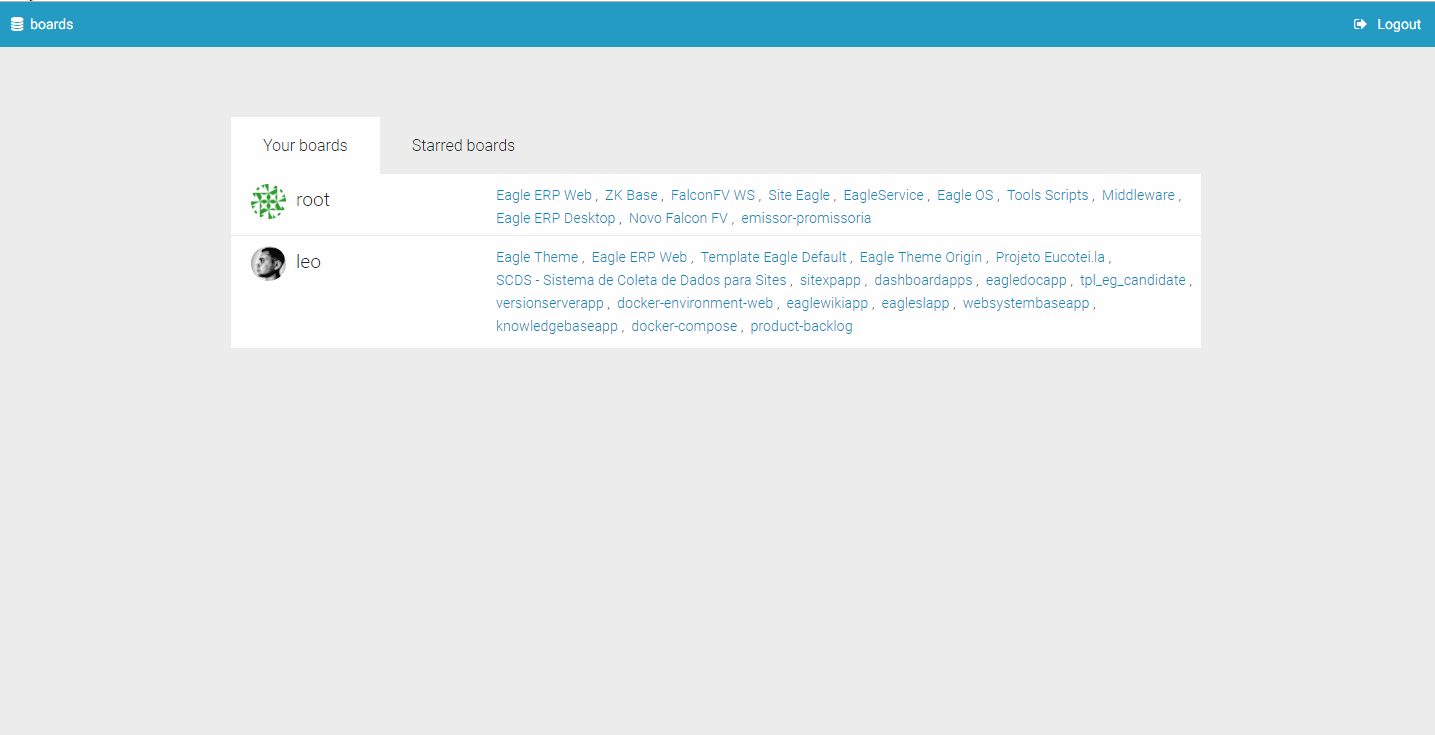 boards
Logout
Your boards
Starred boards
root
Eagle ERP Web , ZK Base , FalconFV WS , Site Eagle , EagleService , Eagle OS , Tools Scripts , Middleware ,
Eagle ERP Desktop , Novo Falcon FV , emissor-promissoria
leo
Eagle Theme , Eagle ERP Web , Template Eagle Default , Eagle Theme Origin , Projeto Eucotei.la ,
SCDS - Sistema de Coleta de Dados para Sites , sitexpapp , dashboardapps , eagledocapp , tpl_eg_candidate ,
versionserverapp , docker-environment-web , eaglewikiapp , eagleslapp , websystembaseapp ,
knowledgebaseapp , docker-compose , product-backlog